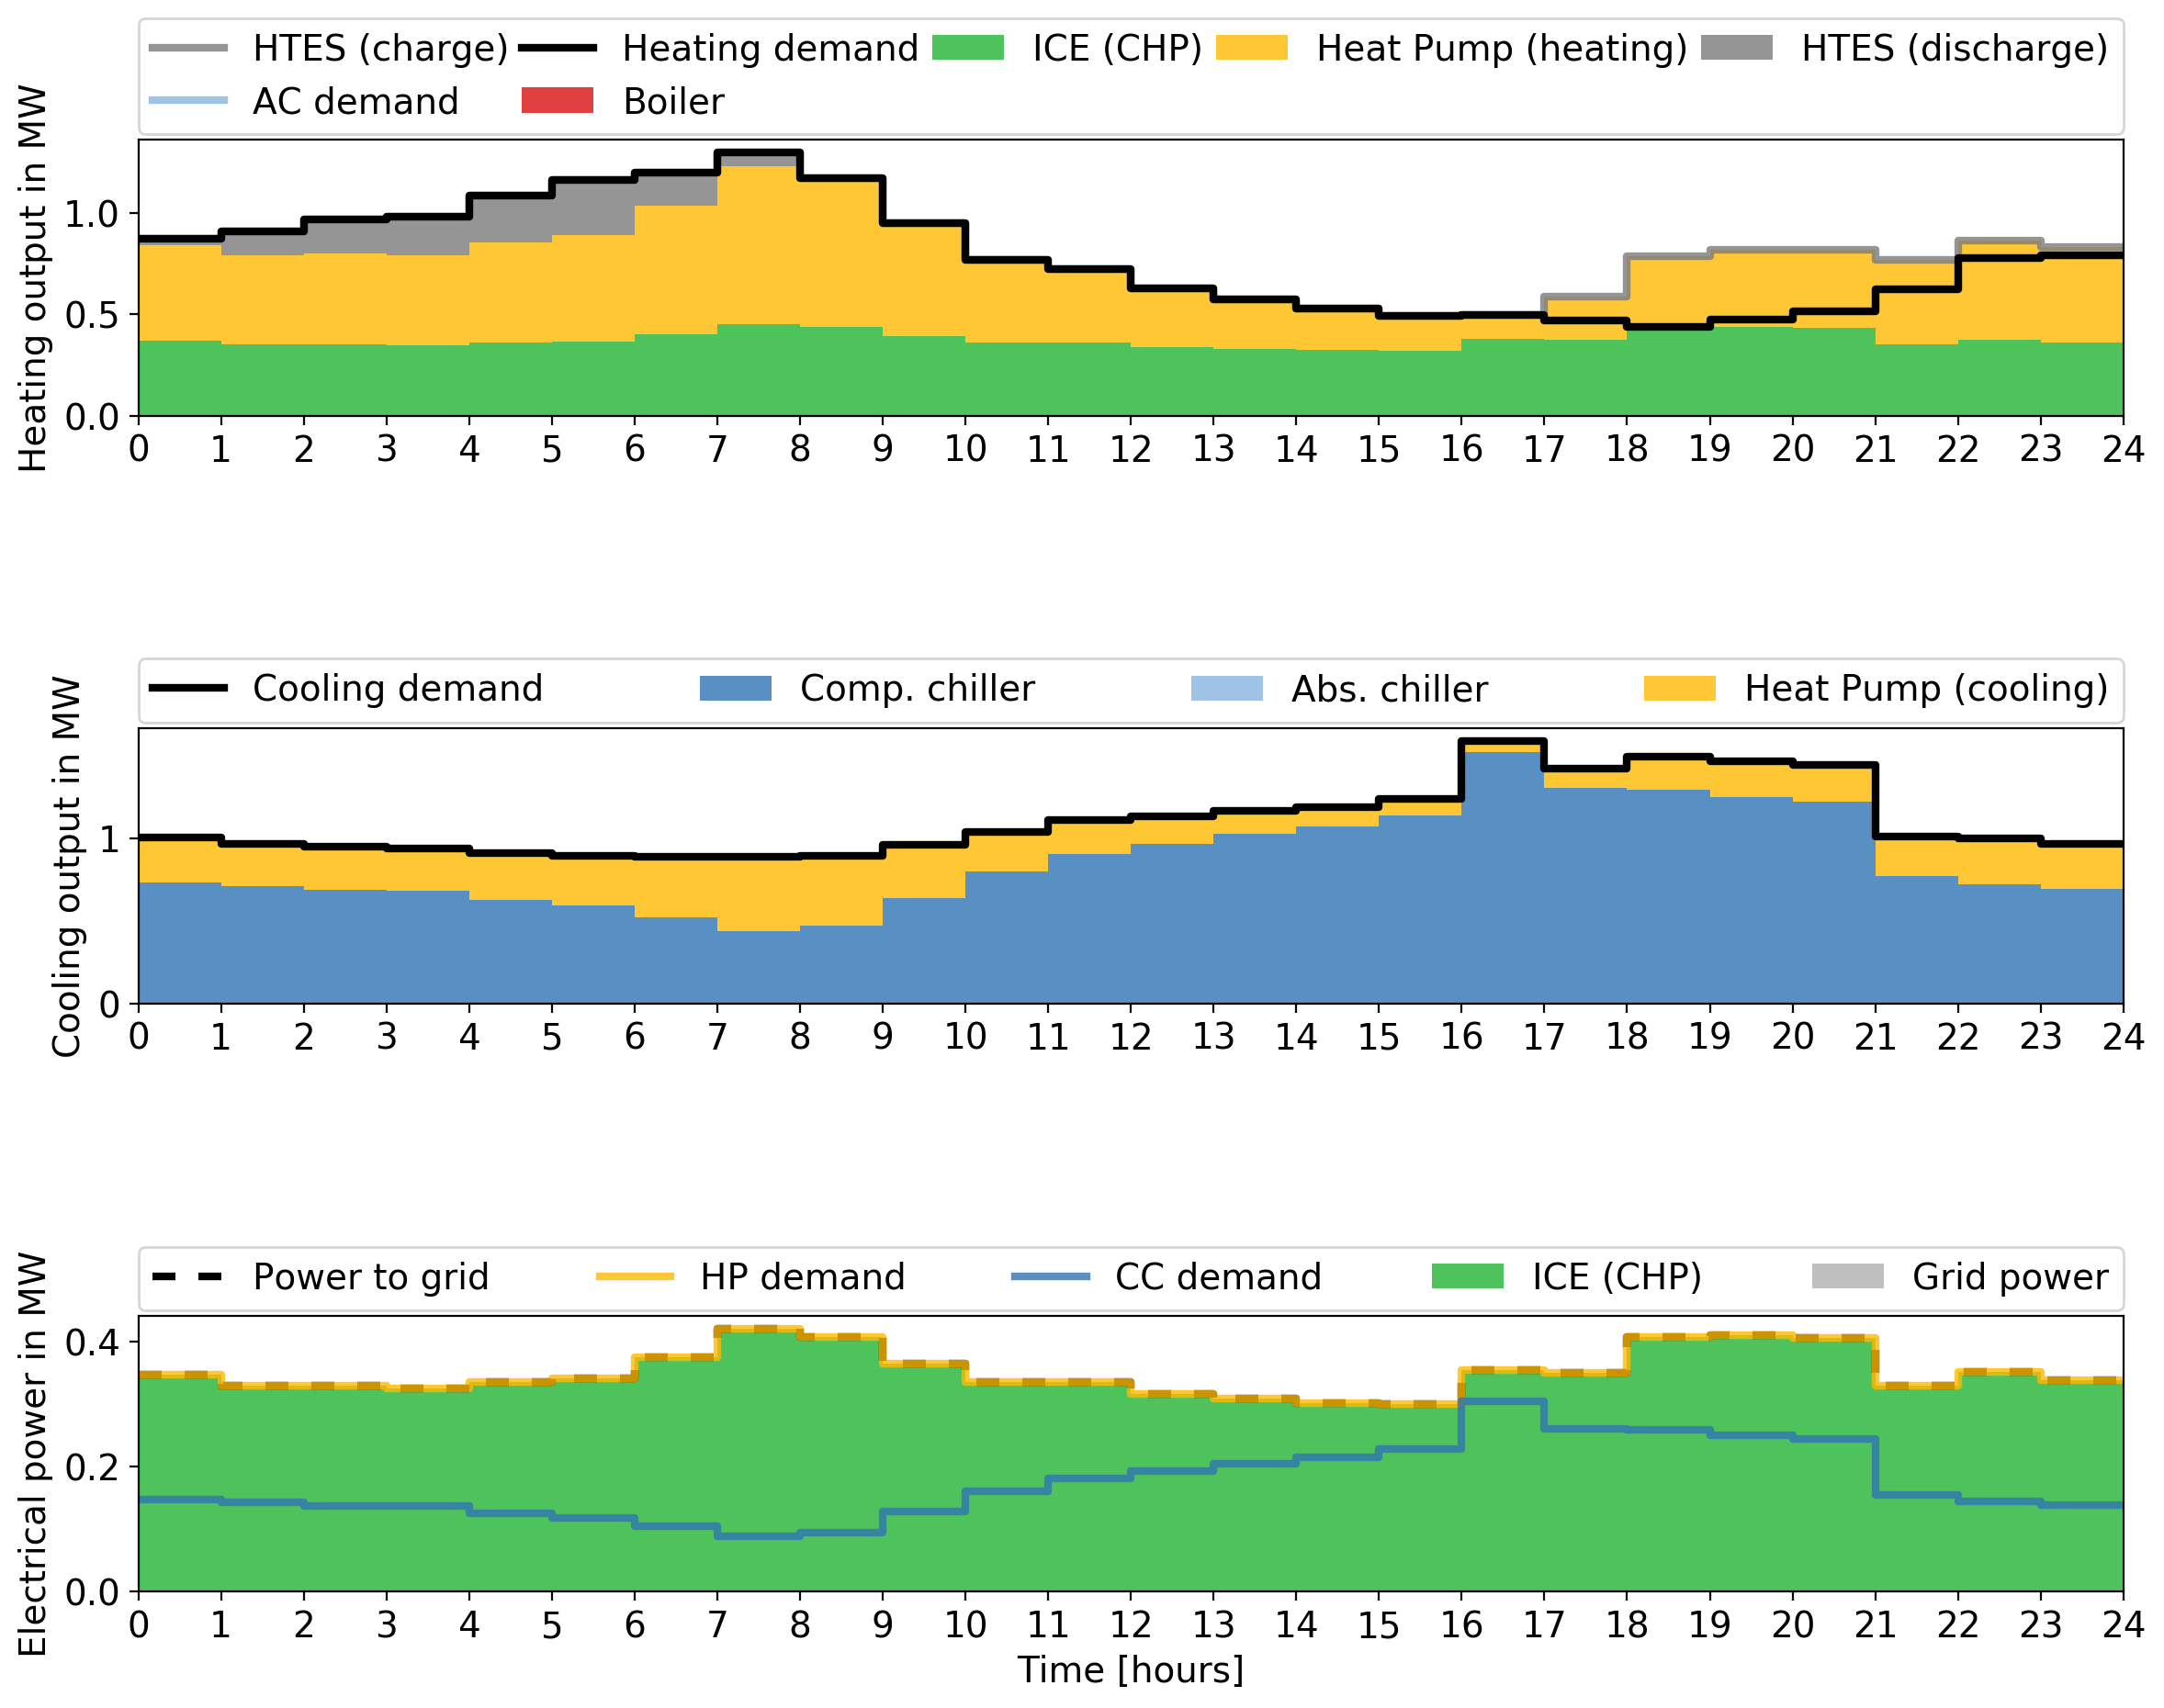 HTES (charge) Heating demand ICE (CHP) Heat Pump (heating) HTES (discharge)
AC demand Boiler
Heating output in MW
1.0
0.5
0.0
0 1 2 3 4 5 6 7 8 9 10 11 12 13 14 15 16 17 18 19 20 21 22 23 24
Cooling demand Comp. chiller Abs. chiller Heat Pump (cooling)
Cooling output in MW
1
0
0 1 2 3 4 5 6 7 8 9 10 11 12 13 14 15 16 17 18 19 20 21 22 23 24
Power to grid HP demand CC demand ICE (CHP) Grid power
Electrical power in MW
0.4
0.2
0.0
0 1 2 3 4 5 6 7 8 9 10 11 12 13 14 15 16 17 18 19 20 21 22 23 24
Time [hours]